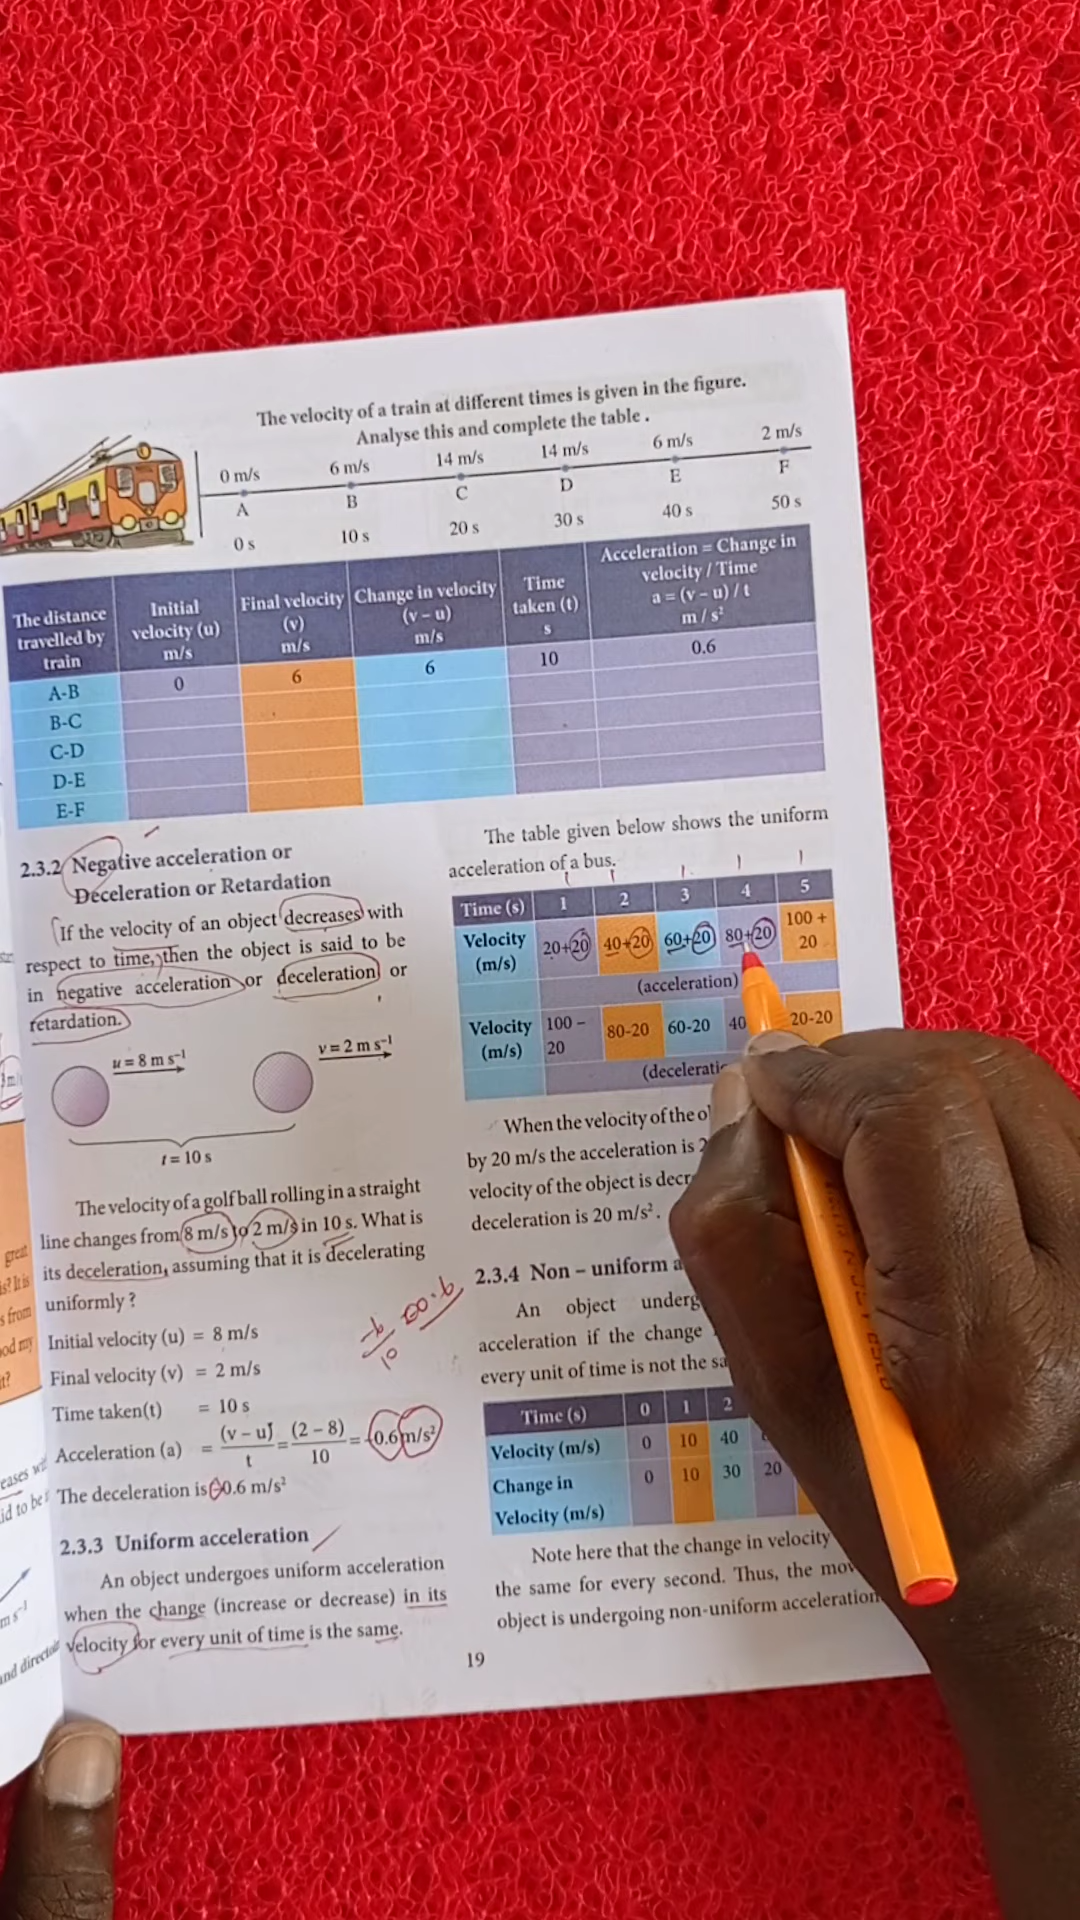 The velocity of a train at different times is given in the figure.
Analyse this and complete the table .
0 m/s 6 m/s 14 m/s 14 m/s 6 m/s 2 m/s
A B C D E F
0 s 10 s 20 s 30 s 40 s 50 s
The distance travelled by train
Initial velocity (u) m/s
Final velocity (v) m/s
Change in velocity (v – u) m/s
Time taken (t) s
Acceleration = Change in velocity / Time a = (v – u) / t m / s²
A-B 0 6 6 10 0.6
B-C
C-D
D-E
E-F
2.3.2 Negative acceleration or
Deceleration or Retardation
If the velocity of an object decreases with
respect to time, then the object is said to be
in negative acceleration or deceleration or
retardation.
u = 8 m s⁻¹ v = 2 m s⁻¹
t = 10 s
The velocity of a golf ball rolling in a straight
line changes from 8 m/s to 2 m/s in 10 s. What is
its deceleration, assuming that it is decelerating
uniformly ?
Initial velocity (u) = 8 m/s
Final velocity (v) = 2 m/s
Time taken(t) = 10 s
Acceleration (a) = (v – u) / t = (2 – 8) / 10 = -0.6 m/s²
The deceleration is -0.6 m/s²
-6
10
2.3.3 Uniform acceleration
An object undergoes uniform acceleration
when the change (increase or decrease) in its
velocity for every unit of time is the same.
The table given below shows the uniform
acceleration of a bus.
Time (s) 1 2 3 4 5
Velocity (m/s) 20+20 40+20 60+20 80+20 100 + 20
(acceleration)
Velocity (m/s) 100 – 20 80-20 60-20 40 20-20
When the velocity of the
by 20 m/s the acceleration is
velocity of the object is
deceleration is 20 m/s².
2.3.4 Non – uniform
An object
acceleration if the change
every unit of time is not the
Time (s) 0 1 2
Velocity (m/s) 0 10 40
Change in Velocity (m/s) 0 10 30 20
Note here that the change in velocity
the same for every second. Thus, the
object is undergoing non-uniform acceleration
19
great
s from
and
m s⁻¹